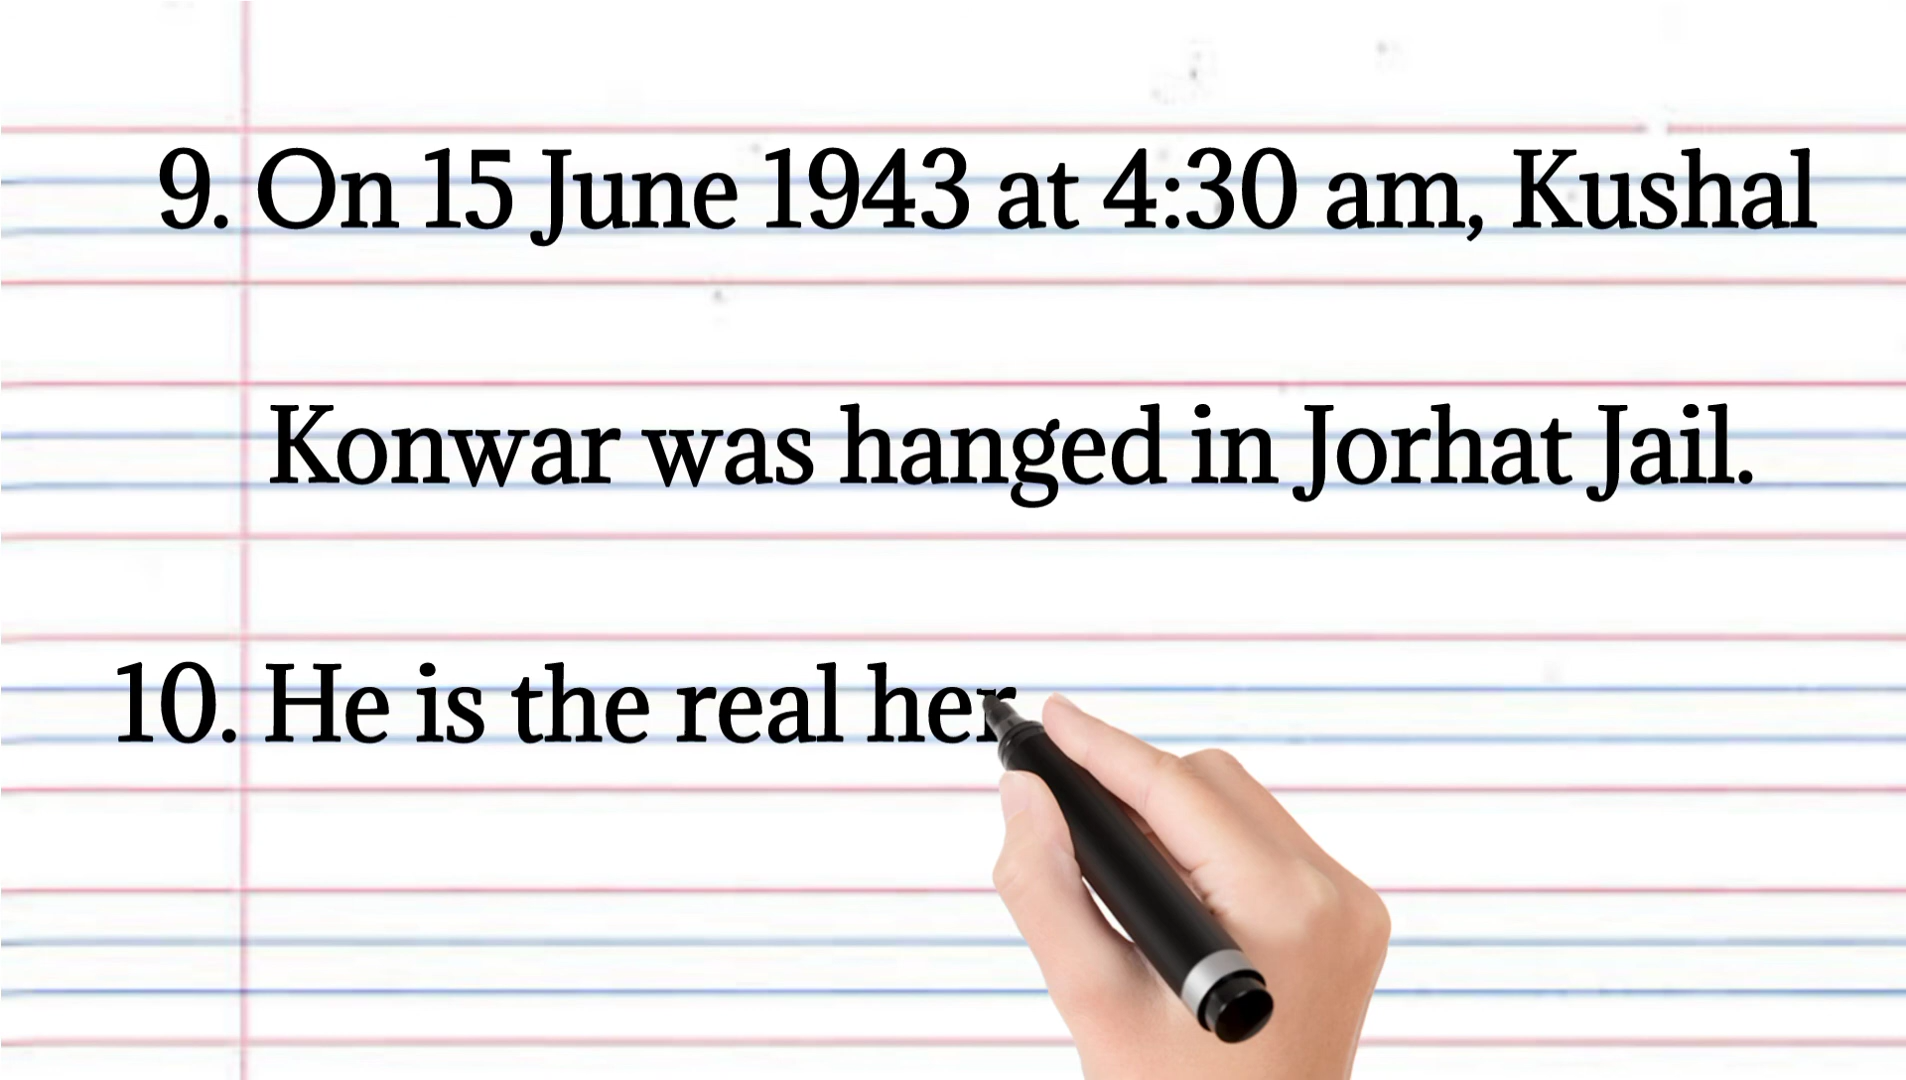 9. On 15 June 1943 at 4:30 am, Kushal
Konwar was hanged in Jorhat Jail.
10. He is the real her